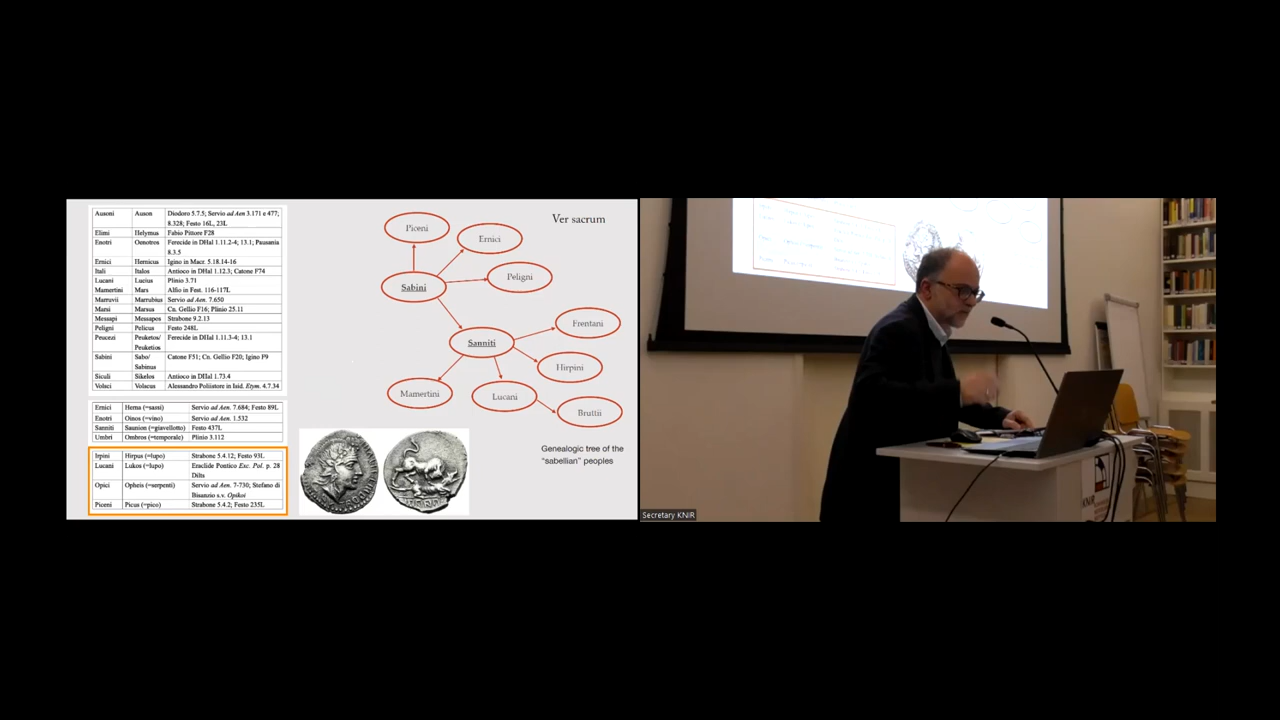 Ausoni Auson Diodoro 5.7.5; Servio ad Aen 3.171 e 477;
8.328; Festo 16L, 23L
Elimi Helymus Fabio Pittore F28
Enotri Oenotros Ferecide in DHal 1.11.2-4; 13.1; Pausania
8.3.5
Ernici Hernicus Igino in Macr. 5.18.14-16
Itali Italos Antioco in DHal 1.12.3; Catone F74
Lucani Lucius Plinio 3.71
Mamertini Mars Alfio in Fest. 116-117L
Marruvii Marrubius Servio ad Aen. 7.650
Marsi Marsus Cn. Gellio F16; Plinio 25.11
Messapi Messapos Strabone 9.2.13
Peligni Pelicus Festo 248L
Peucezi Peuketos/ Ferecide in DHal 1.11.3-4; 13.1
Peuketios
Sabini Sabo/ Catone F51; Cn. Gellio F20; Igino F9
Sabinus
Siculi Sikelos Antioco in DHal 1.73.4
Volsci Volscus Alessandro Poliistore in Isid. Etym. 4.7.34
Ernici Herna (=sassi) Servio ad Aen. 7.684; Festo 89L
Enotri Oinos (=vino) Servio ad Aen. 1.532
Sanniti Saunion (=giavellotto) Festo 437L
Umbri Ombros (=temporale) Plinio 3.112
Irpini Hirpus (=lupo) Strabone 5.4.12; Festo 93L
Lucani Lukos (=lupo) Eraclide Pontico Exc. Pol. p. 28
Dilts
Opici Opheis (=serpenti) Servio ad Aen. 7-730; Stefano di
Bisanzio s.v. Opikoi
Piceni Picus (=pico) Strabone 5.4.2; Festo 235L
Ver sacrum
Piceni
Ernici
Peligni
Sabini
Frentani
Sanniti
Hirpini
Mamertini
Lucani
Bruttii
Genealogic tree of the
"sabellian" peoples
Secretary KNIR
KNIR